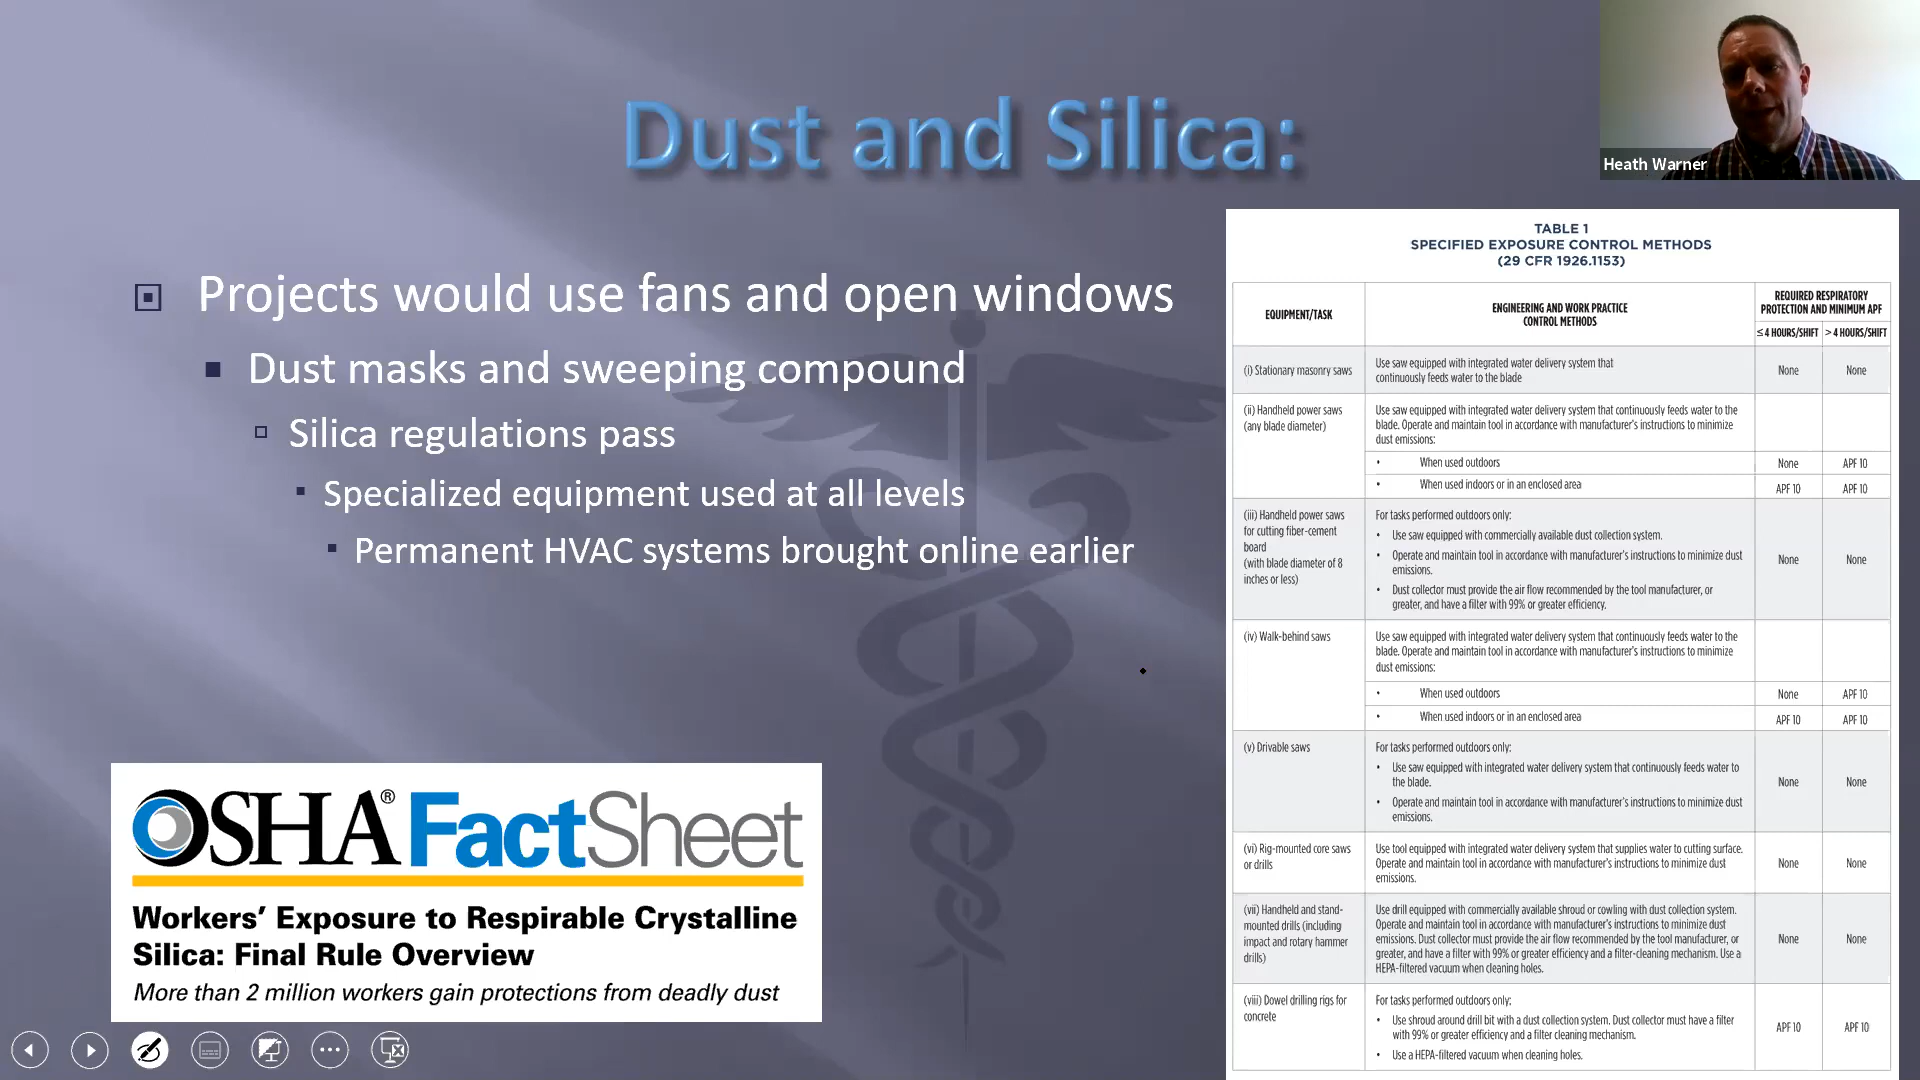 Dust and Silica:
Heath Warner
Projects would use fans and open windows
Dust masks and sweeping compound
Silica regulations pass
Specialized equipment used at all levels
Permanent HVAC systems brought online earlier
OSHA® FactSheet
Workers’ Exposure to Respirable Crystalline
Silica: Final Rule Overview
More than 2 million workers gain protections from deadly dust
TABLE 1
SPECIFIED EXPOSURE CONTROL METHODS
(29 CFR 1926.1153)
EQUIPMENT/TASK
ENGINEERING AND WORK PRACTICE
CONTROL METHODS
REQUIRED RESPIRATORY
PROTECTION AND MINIMUM APF
≤ 4 HOURS/SHIFT > 4 HOURS/SHIFT
(i) Stationary masonry saws
Use saw equipped with integrated water delivery system that
continuously feeds water to the blade
None None
(ii) Handheld power saws
(any blade diameter)
Use saw equipped with integrated water delivery system that continuously feeds water to the
blade. Operate and maintain tool in accordance with manufacturer's instructions to minimize
dust emissions:
• When used outdoors None APF 10
• When used indoors or in an enclosed area APF 10 APF 10
(iii) Handheld power saws
for cutting fiber-cement
board
(with blade diameter of 8
inches or less)
For tasks performed outdoors only:
• Use saw equipped with commercially available dust collection system.
• Operate and maintain tool in accordance with manufacturer's instructions to minimize dust
emissions.
• Dust collector must provide the air flow recommended by the tool manufacturer, or
greater, and have a filter with 99% or greater efficiency.
None None
(iv) Walk-behind saws
Use saw equipped with integrated water delivery system that continuously feeds water to the
blade. Operate and maintain tool in accordance with manufacturer's instructions to minimize
dust emissions:
• When used outdoors None APF 10
• When used indoors or in an enclosed area APF 10 APF 10
(v) Drivable saws
For tasks performed outdoors only:
• Use saw equipped with integrated water delivery system that continuously feeds water to
the blade.
• Operate and maintain tool in accordance with manufacturer's instructions to minimize dust
emissions.
None None
(vi) Rig-mounted core saws
or drills
Use tool equipped with integrated water delivery system that supplies water to cutting surface.
Operate and maintain tool in accordance with manufacturer's instructions to minimize dust
emissions.
None None
(vii) Handheld and stand-
mounted drills (including
impact and rotary hammer
drills)
Use drill equipped with commercially available shroud or cowling with dust collection system.
Operate and maintain tool in accordance with manufacturer's instructions to minimize dust
emissions. Dust collector must provide the air flow recommended by the tool manufacturer, or
greater, and have a filter with 99% or greater efficiency and a filter-cleaning mechanism. Use a
HEPA-filtered vacuum when cleaning holes.
None None
(viii) Dowel drilling rigs for
concrete
For tasks performed outdoors only:
• Use shroud around drill bit with a dust collection system. Dust collector must have a filter
with 99% or greater efficiency and a filter cleaning mechanism.
• Use a HEPA-filtered vacuum when cleaning holes.
APF 10 APF 10